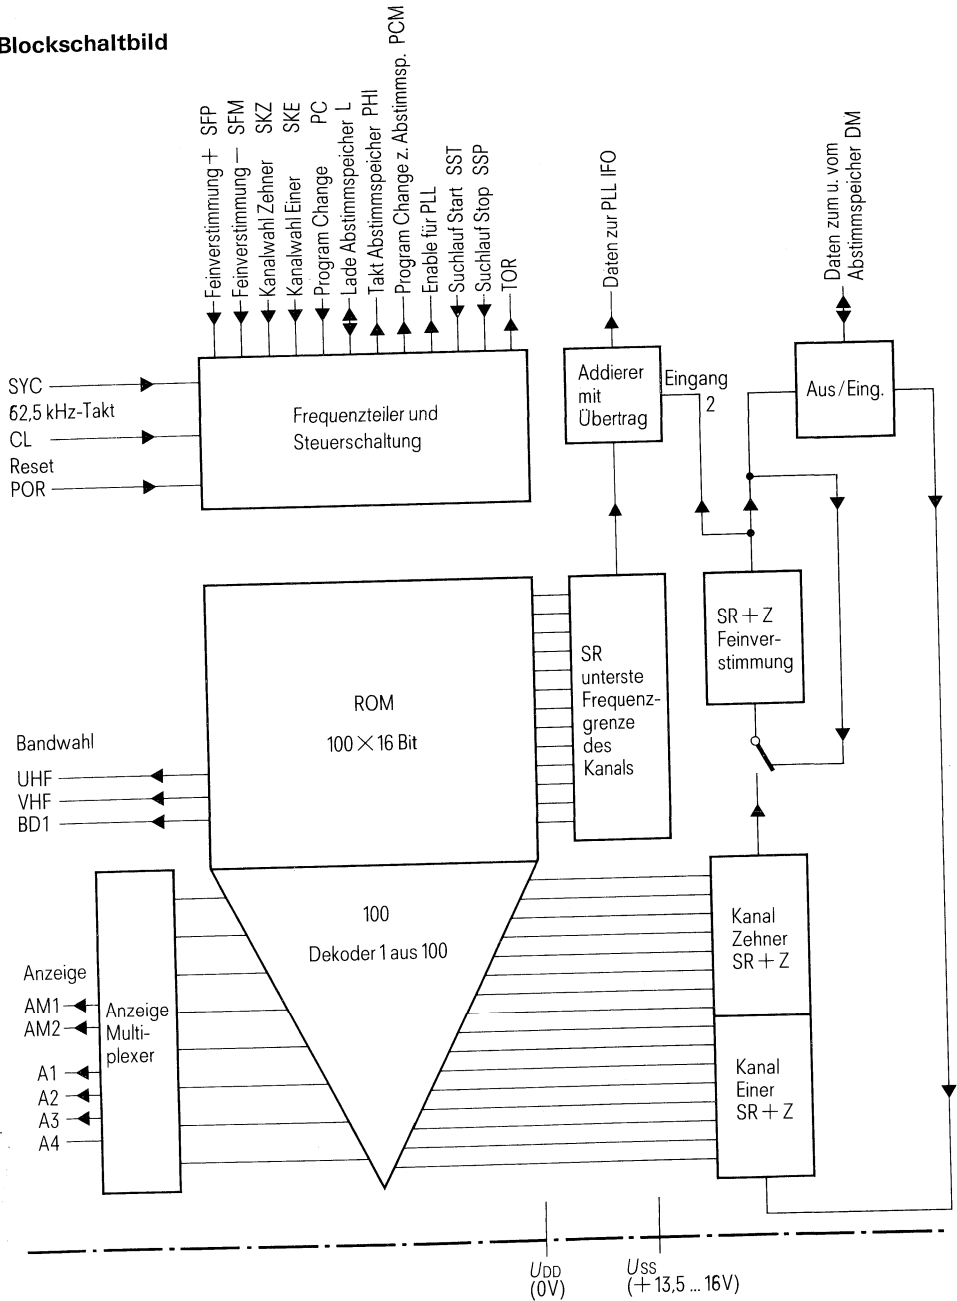 Blockschaltbild
Feinverstimmung + SFP
Feinverstimmung — SFM
Kanalwahl Zehner SKZ
Kanalwahl Einer SKE
Program Change PC
Lade Abstimmspeicher L
Takt Abstimmspeicher PHI
Program Change z. Abstimmsp. PCM
Enable für PLL
Suchlauf Start SST
Suchlauf Stop SSP
TOR
Daten zur PLL IFO
Daten zum u. vom
Abstimmspeicher DM
SYC
62,5 kHz-Takt
CL
Reset
POR
Frequenzteiler und
Steuerschaltung
Addierer
mit
Übertrag
Eingang
2
Aus/Eing.
SR + Z
Feinver-
stimmung
ROM
100 × 16 Bit
SR
unterste
Frequenz-
grenze
des
Kanals
Bandwahl
UHF
VHF
BD1
100
Dekoder 1 aus 100
Kanal
Zehner
SR + Z
Kanal
Einer
SR + Z
Anzeige
AM1
AM2
A1
A2
A3
A4
Anzeige
Multi-
plexer
UDD
(0V)
USS
(+ 13,5 ... 16V)